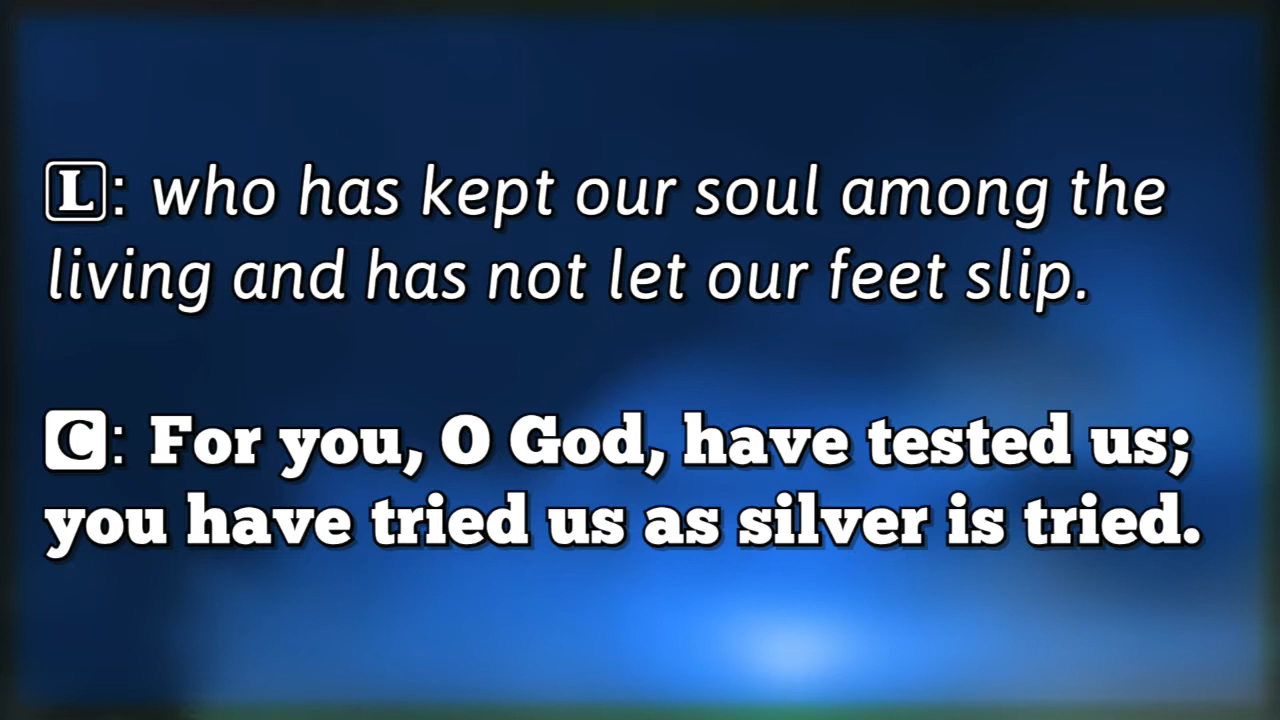 L: who has kept our soul among the
living and has not let our feet slip.
C: For you, O God, have tested us;
you have tried us as silver is tried.